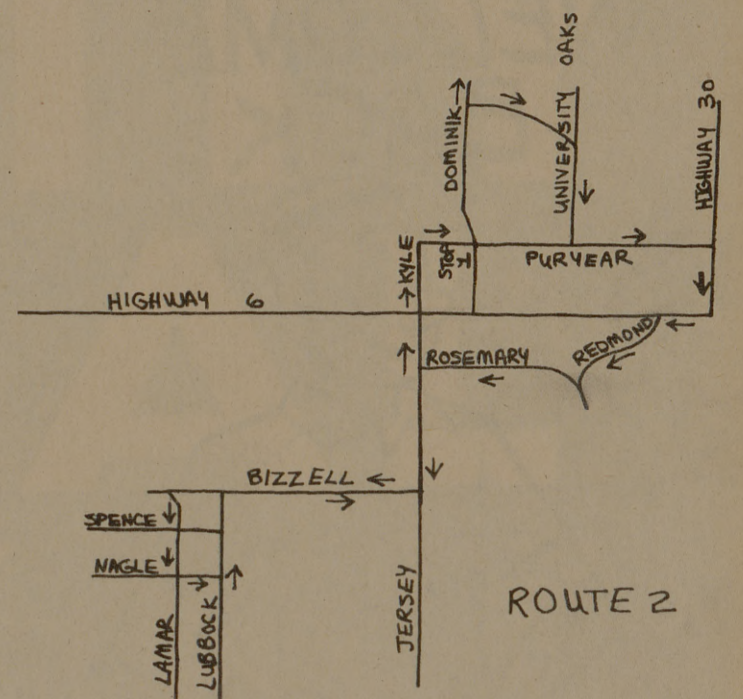 UNIVERSITY OAKS
DOMINIK
HIGHWAY 30
KYLE
STOP
1
PURYEAR
HIGHWAY 6
ROSEMARY
REDMOND
BIZZELL
SPENCE
NAGLE
LAMAR
LUBBOCK
JERSEY
ROUTE 2